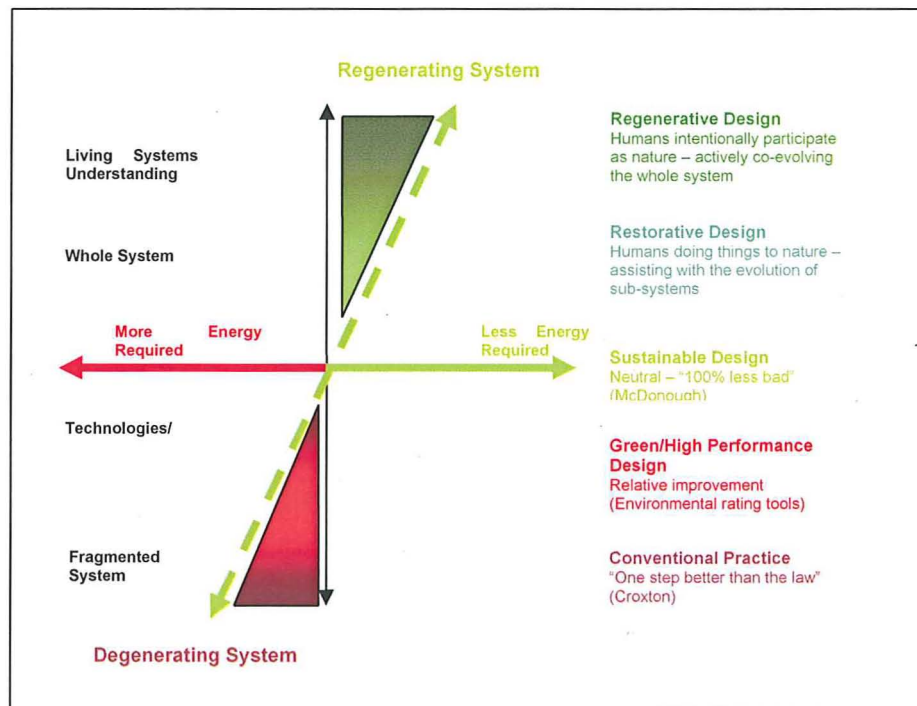 Regenerating System
Living Systems
Understanding
Whole System
More Energy
Required
Less Energy
Required
Technologies/
Fragmented
System
Degenerating System
Regenerative Design
Humans intentionally participate
as nature – actively co-evolving
the whole system
Restorative Design
Humans doing things to nature –
assisting with the evolution of
sub-systems
Sustainable Design
Neutral – “100% less bad”
(McDonough)
Green/High Performance
Design
Relative improvement
(Environmental rating tools)
Conventional Practice
“One step better than the law”
(Croxton)